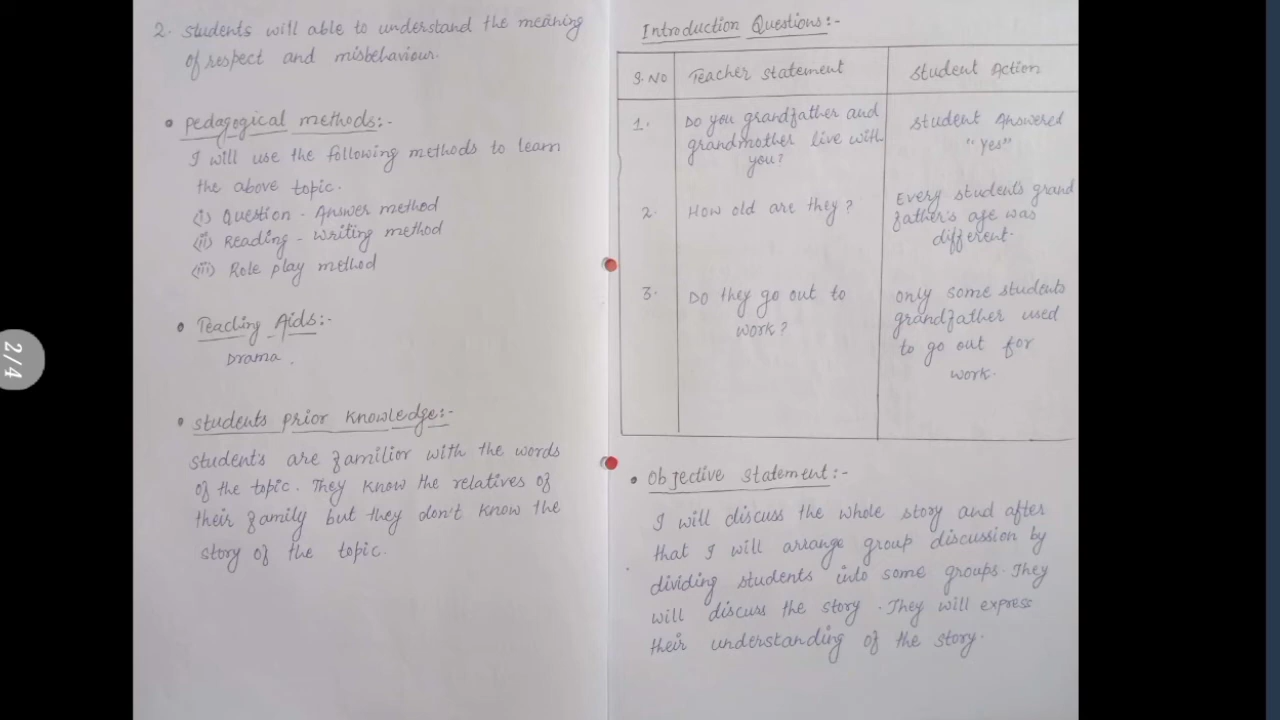 2. students will able to understand the meaning
of respect and misbehaviour.
• Pedagogical methods:-
I will use the following methods to learn
the above topic.
(i) Question - Answer method
(ii) Reading - Writing method
(iii) Role play method
• Teaching Aids:-
Drama.
• Students prior knowledge:-
Student's are familior with the words
of the topic. They know the relatives of
their family but they don't know the
story of the topic.
Introduction Questions:-
S.NO Teacher statement Student Action
1. Do you grandfather and
grandmother live with
you?
Student Answered
"Yes"
2. How old are they?
Every student's grand
father's age was
different.
3. Do they go out to
work?
Only some students
grandfather used
to go out for
work.
• Objective statement:-
I will discuss the whole story and after
that I will arrange group discussion by
dividing students into some groups. They
will discuss the story. They will express
their understanding of the story.
2/4